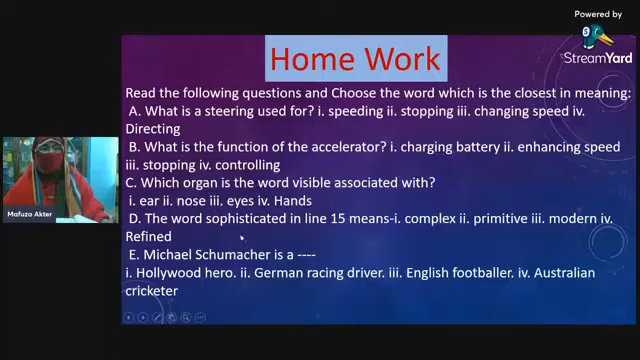 Powered by
StreamYard
Home Work
Read the following questions and Choose the word which is the closest in meaning:
A. What is a steering used for? i. speeding ii. stopping iii. changing speed iv.
Directing
B. What is the function of the accelerator? i. charging battery ii. enhancing speed
iii. stopping iv. controlling
C. Which organ is the word visible associated with?
i. ear ii. nose iii. eyes iv. Hands
D. The word sophisticated in line 15 means-i. complex ii. primitive iii. modern iv.
Refined
E. Michael Schumacher is a ----
i. Hollywood hero. ii. German racing driver. iii. English footballer. iv. Australian
cricketer
Mafuza Akter